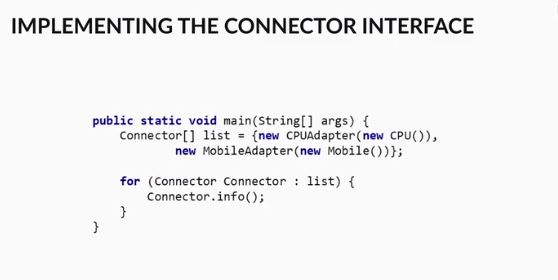 IMPLEMENTING THE CONNECTOR INTERFACE
public static void main(String[] args) {
Connector[] list = {new CPUAdapter(new CPU()),
new MobileAdapter(new Mobile())};
for (Connector Connector : list) {
Connector.info();
}
}